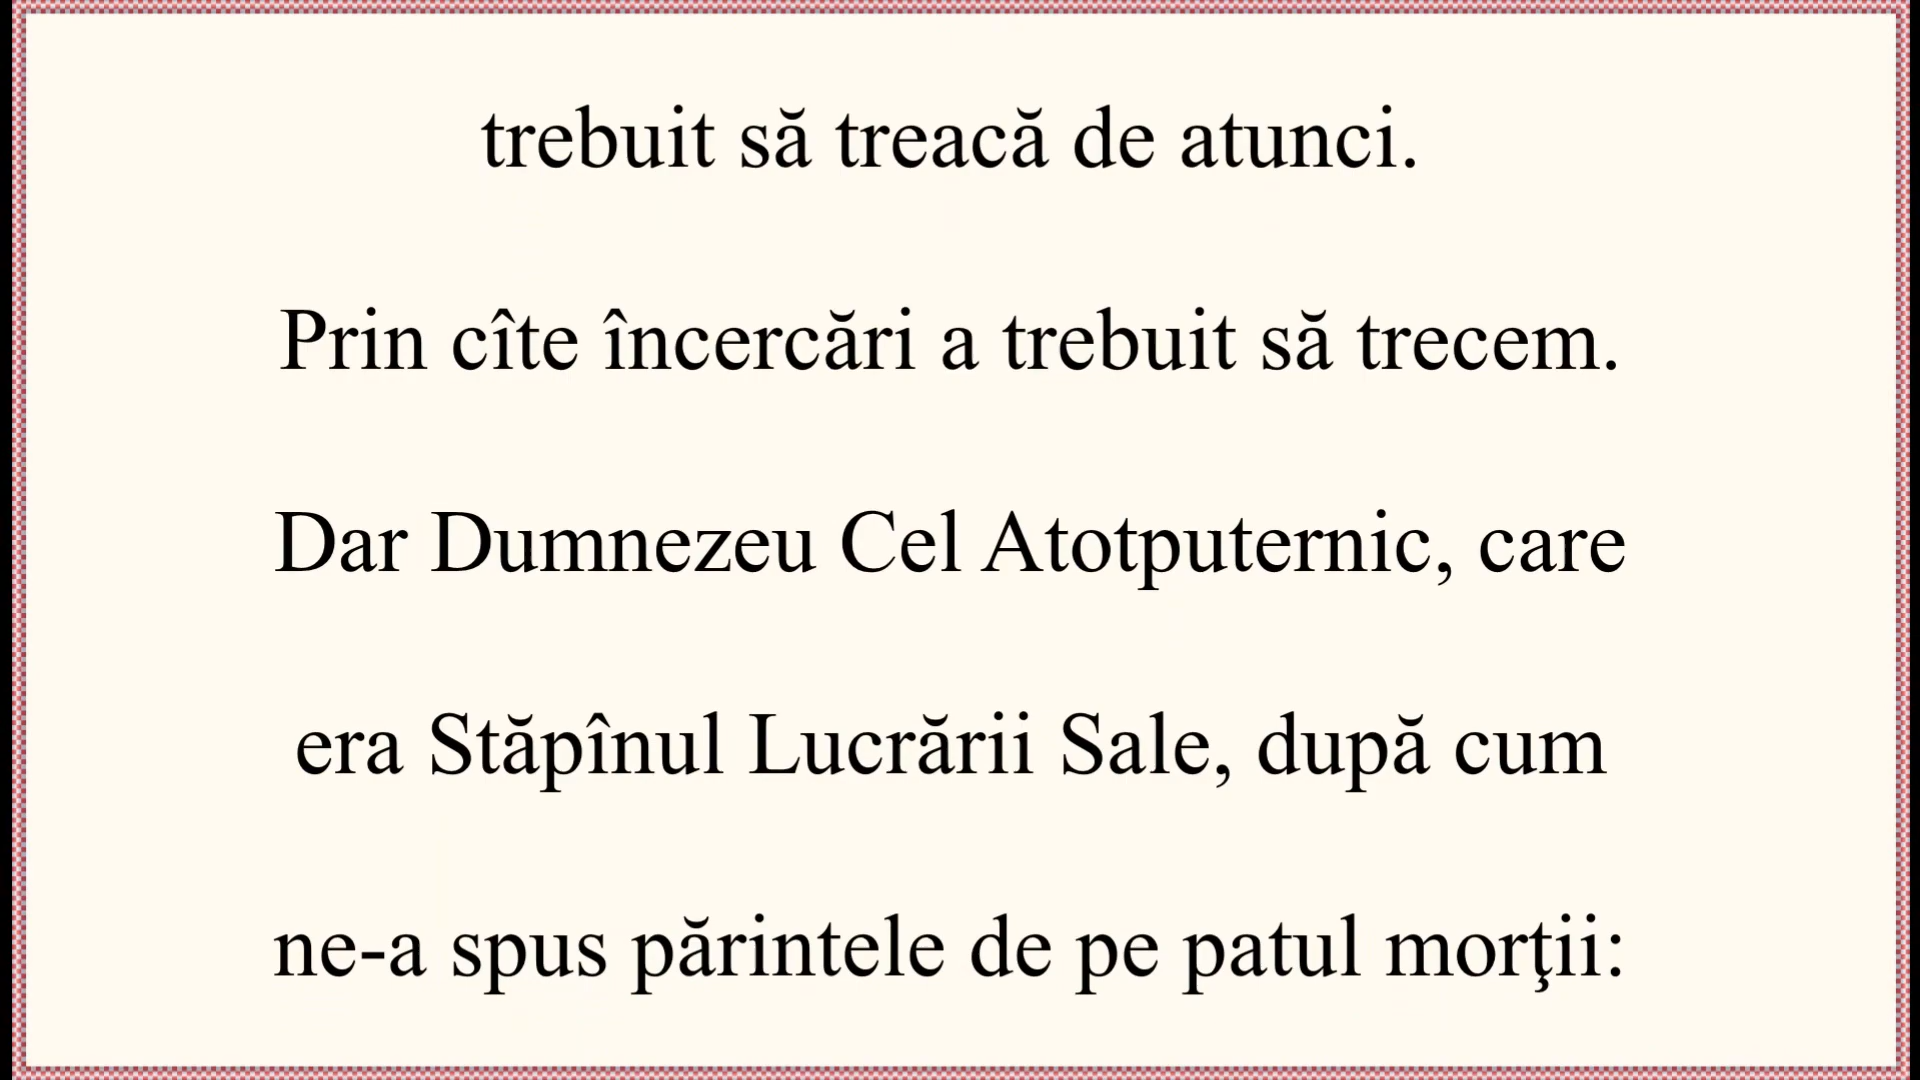 trebuit să treacă de atunci.
Prin cîte încercări a trebuit să trecem.
Dar Dumnezeu Cel Atotputernic, care
era Stăpînul Lucrării Sale, după cum
ne-a spus părintele de pe patul morţii: